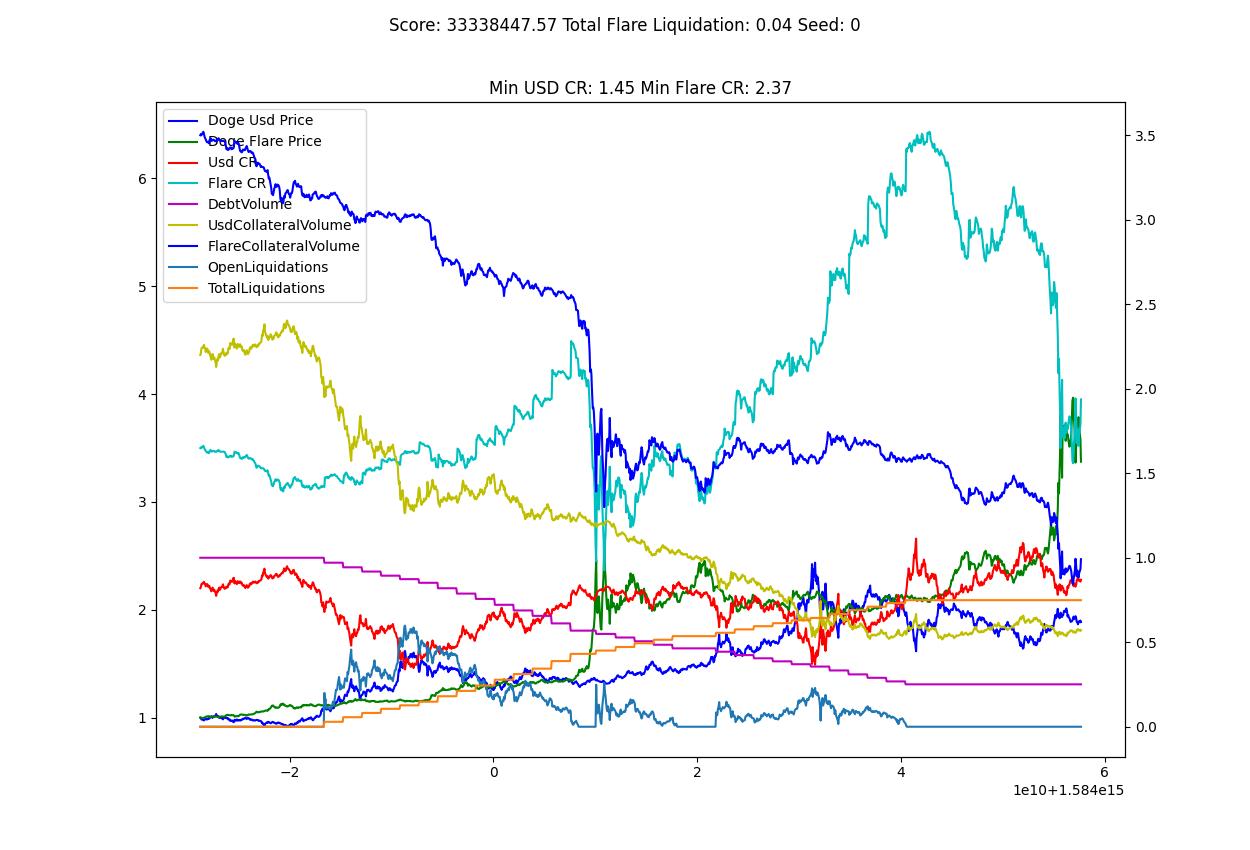 Score: 33338447.57 Total Flare Liquidation: 0.04 Seed: 0
Min USD CR: 1.45 Min Flare CR: 2.37
Doge Usd Price
Doge Flare Price
Usd CR
Flare CR
DebtVolume
UsdCollateralVolume
FlareCollateralVolume
OpenLiquidations
TotalLiquidations
6
5
4
3
2
1
3.5
3.0
2.5
2.0
1.5
1.0
0.5
0.0
−2
0
2
4
6
1e10+1.584e15